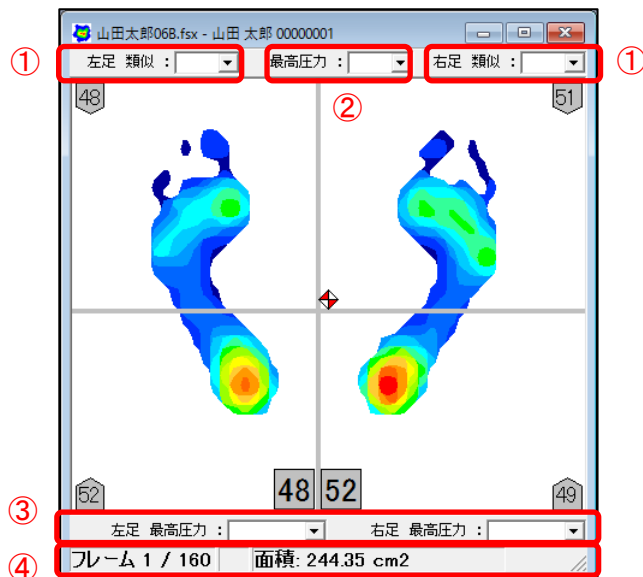 山田太郎06B.fsx - 山田 太郎 00000001
① 左足 類似 : 最高圧力 : 右足 類似 : ①
48 ② 51
52 48 52 49
③ 左足 最高圧力 : 右足 最高圧力 :
④ フレーム 1 / 160 面積: 244.35 cm2